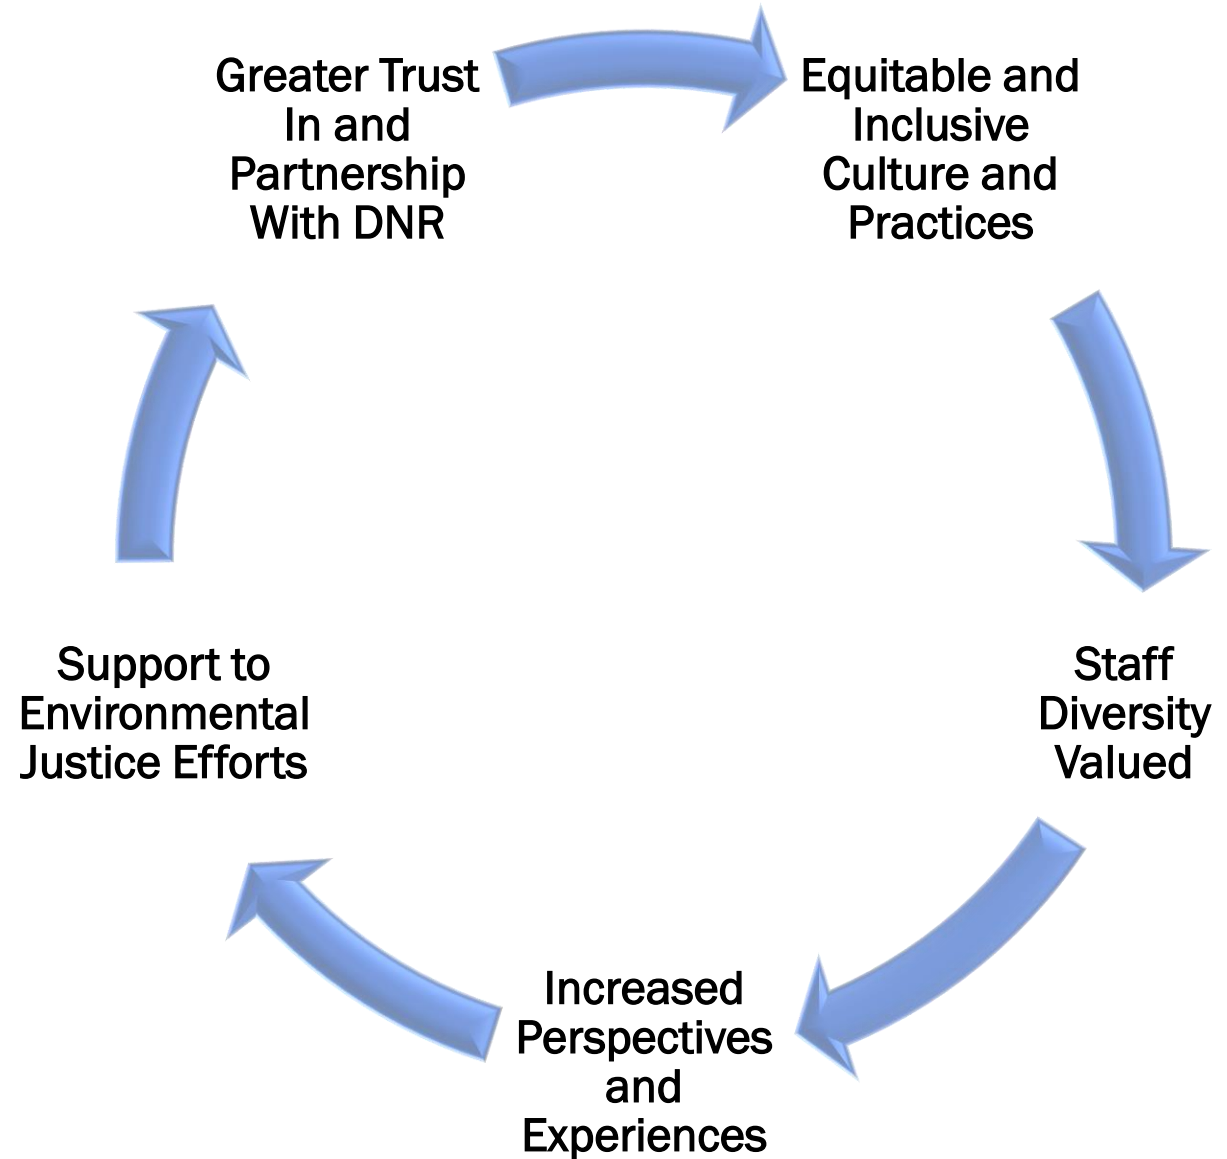 Greater Trust
In and
Partnership
With DNR
Equitable and
Inclusive
Culture and
Practices
Staff
Diversity
Valued
Increased
Perspectives
and
Experiences
Support to
Environmental
Justice Efforts